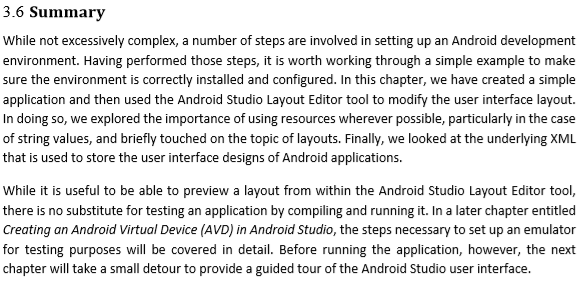 3.6 Summary
While not excessively complex, a number of steps are involved in setting up an Android development
environment. Having performed those steps, it is worth working through a simple example to make
sure the environment is correctly installed and configured. In this chapter, we have created a simple
application and then used the Android Studio Layout Editor tool to modify the user interface layout.
In doing so, we explored the importance of using resources wherever possible, particularly in the case
of string values, and briefly touched on the topic of layouts. Finally, we looked at the underlying XML
that is used to store the user interface designs of Android applications.
While it is useful to be able to preview a layout from within the Android Studio Layout Editor tool,
there is no substitute for testing an application by compiling and running it. In a later chapter entitled
Creating an Android Virtual Device (AVD) in Android Studio, the steps necessary to set up an emulator
for testing purposes will be covered in detail. Before running the application, however, the next
chapter will take a small detour to provide a guided tour of the Android Studio user interface.